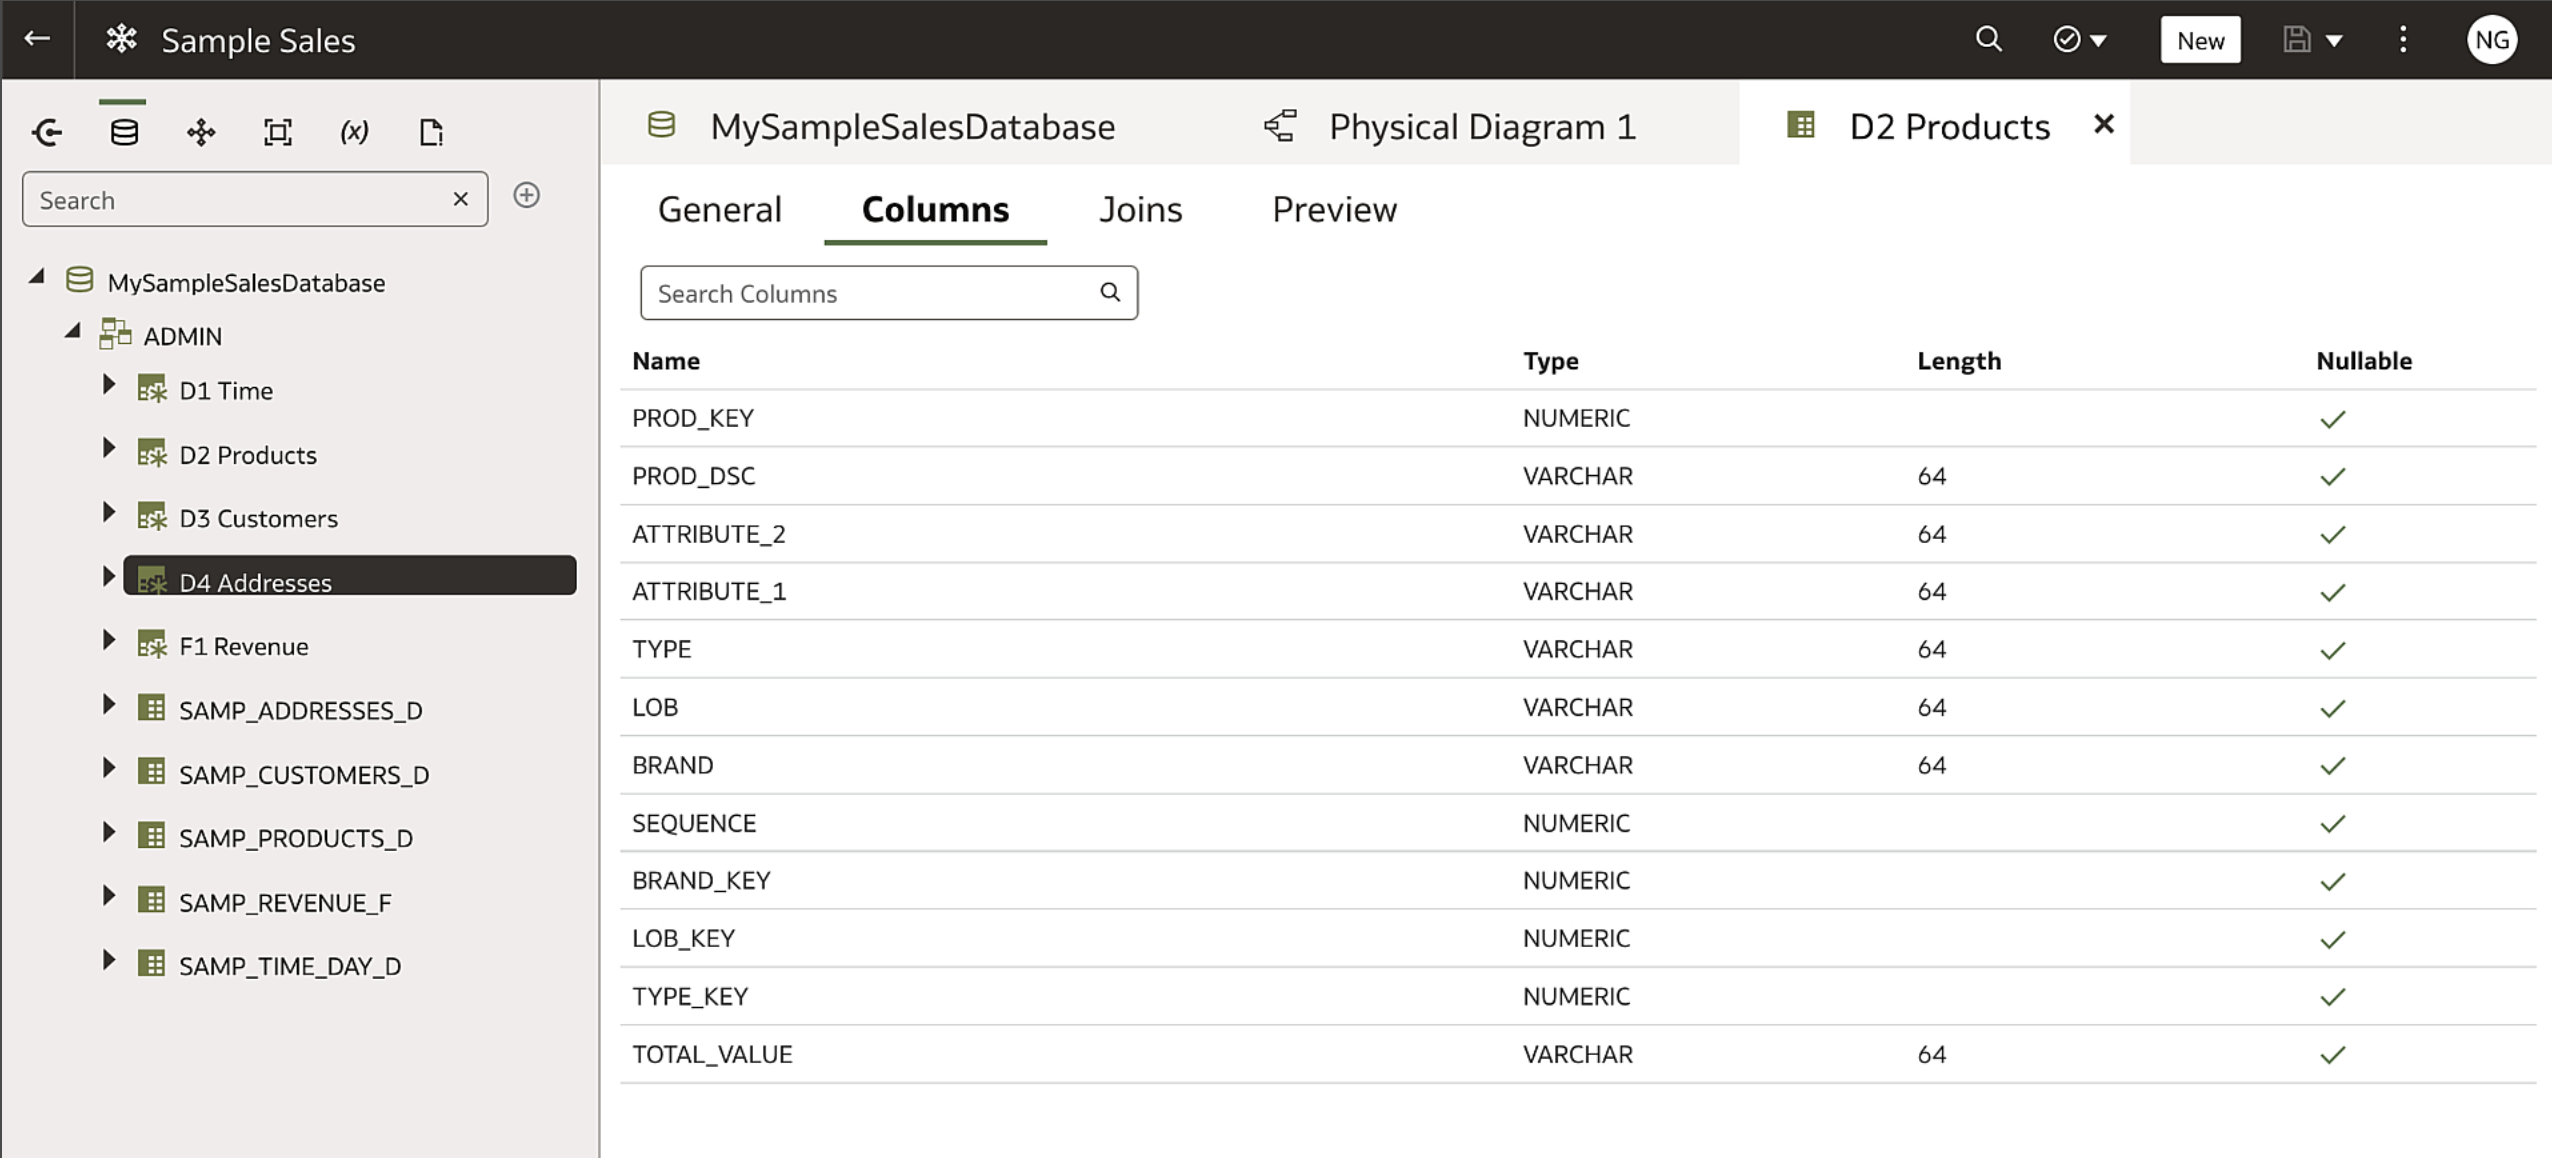 Sample Sales
New
NG
(x)
Search
MySampleSalesDatabase
ADMIN
D1 Time
D2 Products
D3 Customers
D4 Addresses
F1 Revenue
SAMP_ADDRESSES_D
SAMP_CUSTOMERS_D
SAMP_PRODUCTS_D
SAMP_REVENUE_F
SAMP_TIME_DAY_D
MySampleSalesDatabase Physical Diagram 1 D2 Products
General Columns Joins Preview
Search Columns
Name Type Length Nullable
PROD_KEY NUMERIC
PROD_DSC VARCHAR 64
ATTRIBUTE_2 VARCHAR 64
ATTRIBUTE_1 VARCHAR 64
TYPE VARCHAR 64
LOB VARCHAR 64
BRAND VARCHAR 64
SEQUENCE NUMERIC
BRAND_KEY NUMERIC
LOB_KEY NUMERIC
TYPE_KEY NUMERIC
TOTAL_VALUE VARCHAR 64